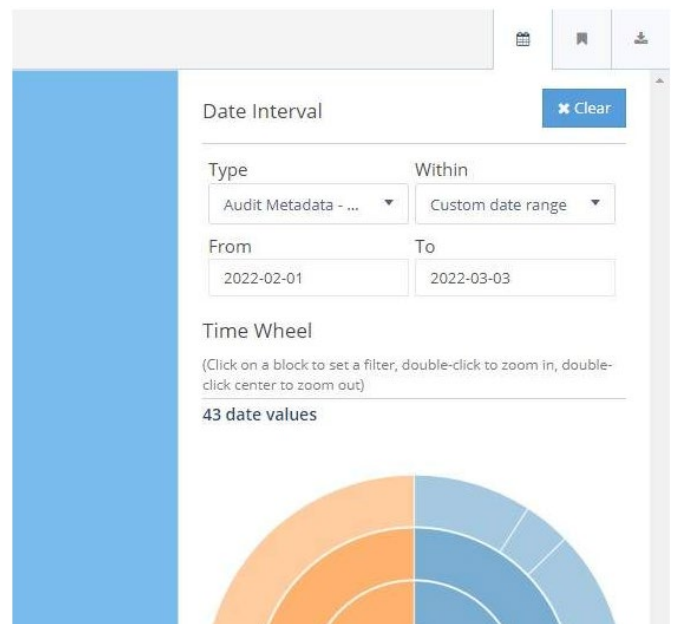 Date Interval
✖ Clear
Type
Within
Audit Metadata - ...
Custom date range
From
To
2022-02-01
2022-03-03
Time Wheel
(Click on a block to set a filter, double-click to zoom in, double-
click center to zoom out)
43 date values